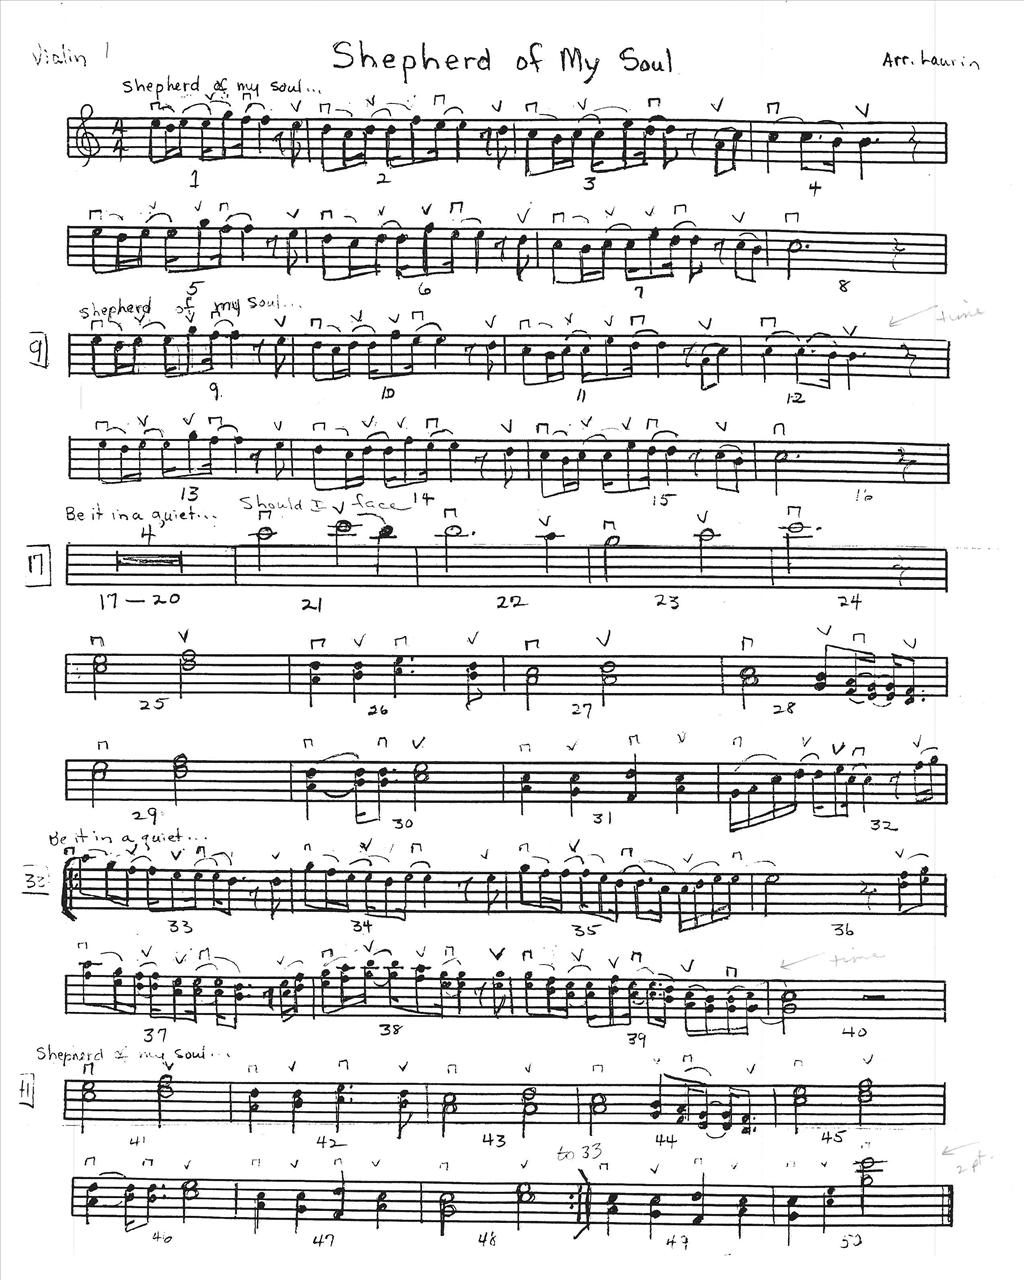 Violin 1
Shepherd of My Soul
Arr. Laurin
Shepherd of my soul...
4
4
1 2 3 4
5 6 7 8
Shepherd of my soul...
time
9
9 10 11 12
13 14 15 16
Be it in a quiet... Should I face
4
17
17 — 20 21 22 23 24
25 26 27 28
29 30 31 32
Be it in a quiet...
33
33 34 35 36
time
37 38 39 40
Shepherd of my soul...
41
41 42 43 44 45
to 33
2 pt.
46 47 48 49 50